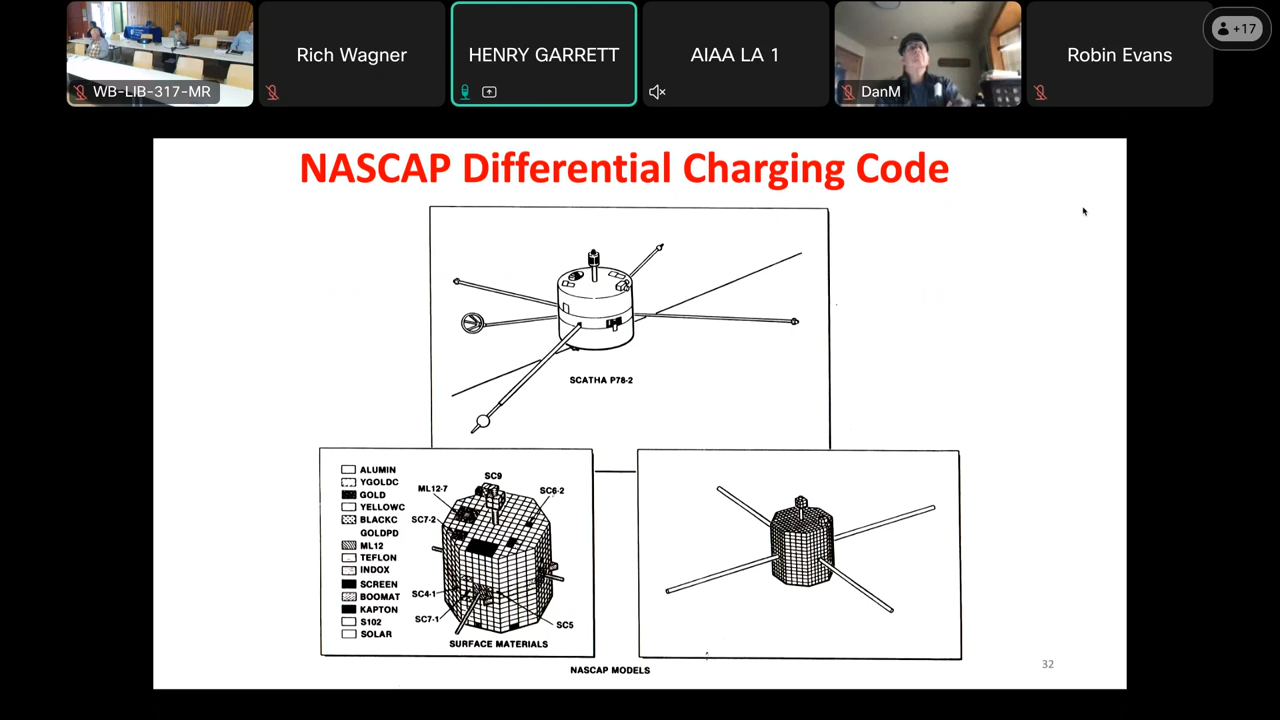 WB-LIB-317-MR
Rich Wagner
HENRY GARRETT
AIAA LA 1
DanM
Robin Evans
+17
NASCAP Differential Charging Code
SCATHA P78-2
ALUMIN
YGOLDC
GOLD
YELLOWC
BLACKC
GOLDPD
ML12
TEFLON
INDOX
SCREEN
BOOMAT
KAPTON
S102
SOLAR
SC9
ML12-7
SC6-2
SC7-2
SC4-1
SC7-1
SC5
SURFACE MATERIALS
NASCAP MODELS
32